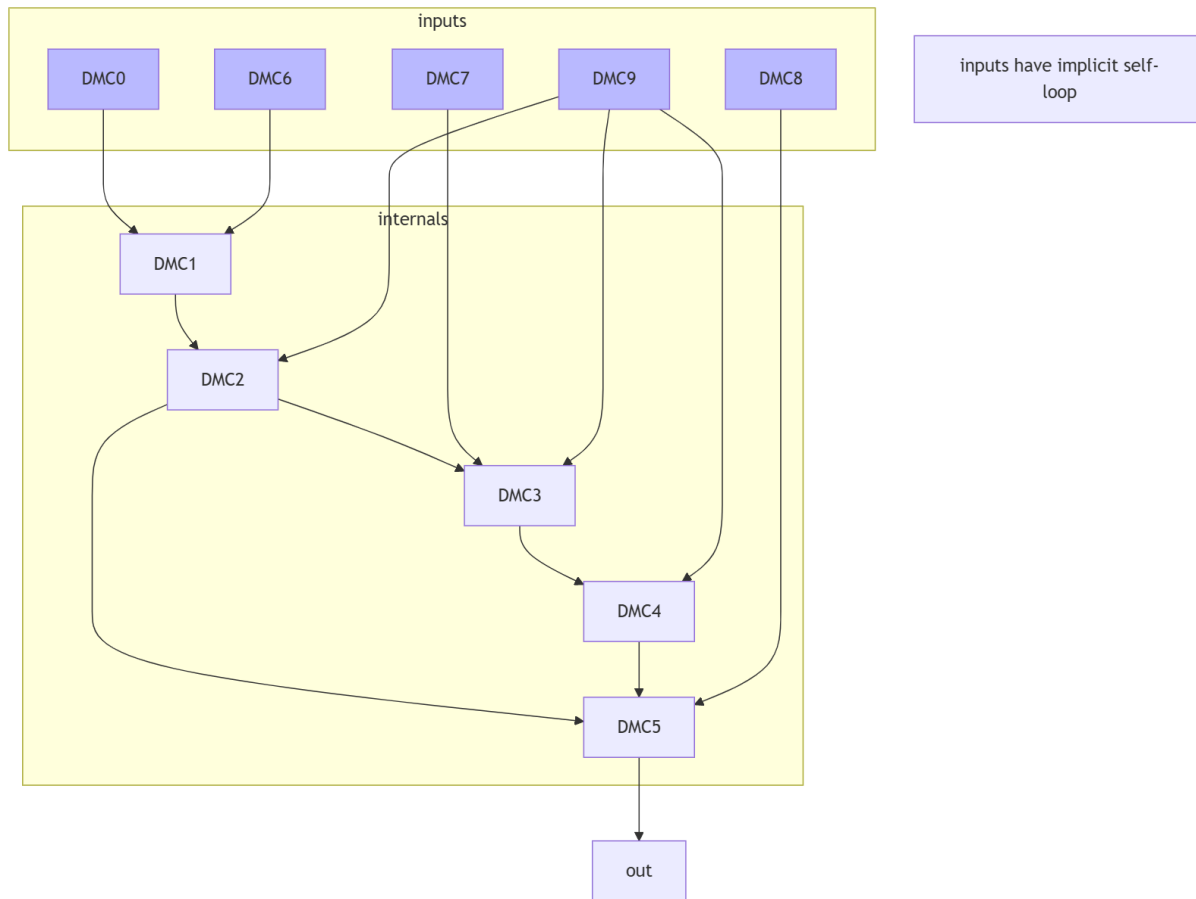 inputs
DMC0
DMC6
DMC7
DMC9
DMC8
inputs have implicit self-
loop
internals
DMC1
DMC2
DMC3
DMC4
DMC5
out